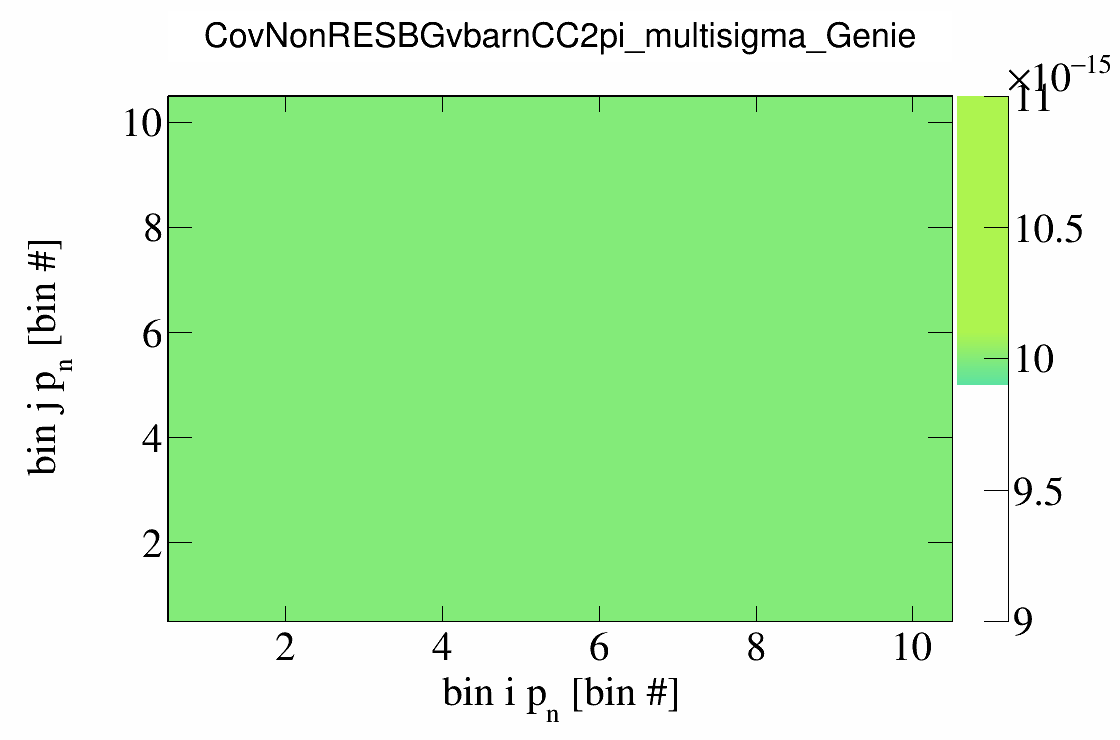 CovNonRESBGvbarnCC2pi_multisigma_Genie
×10−15
11
10.5
10
9.5
9
10
8
6
4
2
bin j pn [bin #]
2 4 6 8 10
bin i pn [bin #]